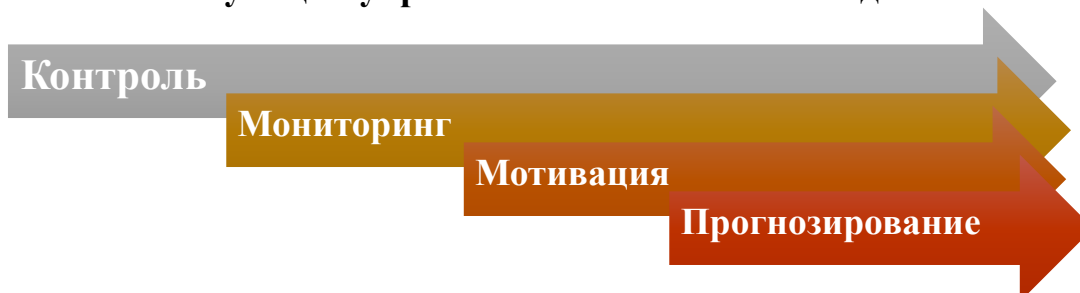 Контроль
Мониторинг
Мотивация
Прогнозирование